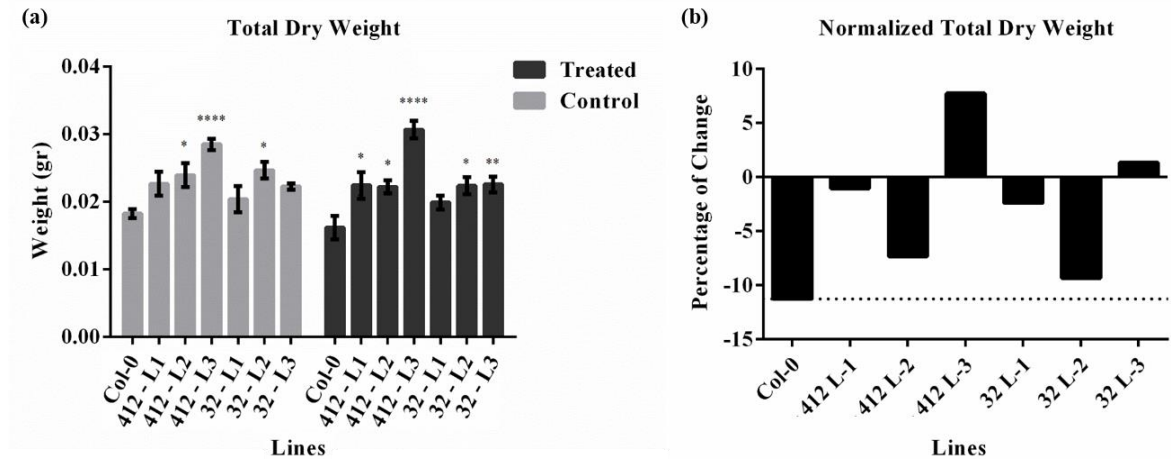 (a)
Total Dry Weight
Treated
Control
Weight (gr)
0.04
0.03
0.02
0.01
0.00
*
****
*
*
*
****
*
**
Col-0
412 - L1
412 - L2
412 - L3
32 - L1
32 - L2
32 - L3
Col-0
412 - L1
412 - L2
412 - L3
32 - L1
32 - L2
32 - L3
Lines
(b)
Normalized Total Dry Weight
Percentage of Change
10
5
0
-5
-10
-15
Col-0
412 L-1
412 L-2
412 L-3
32 L-1
32 L-2
32 L-3
Lines